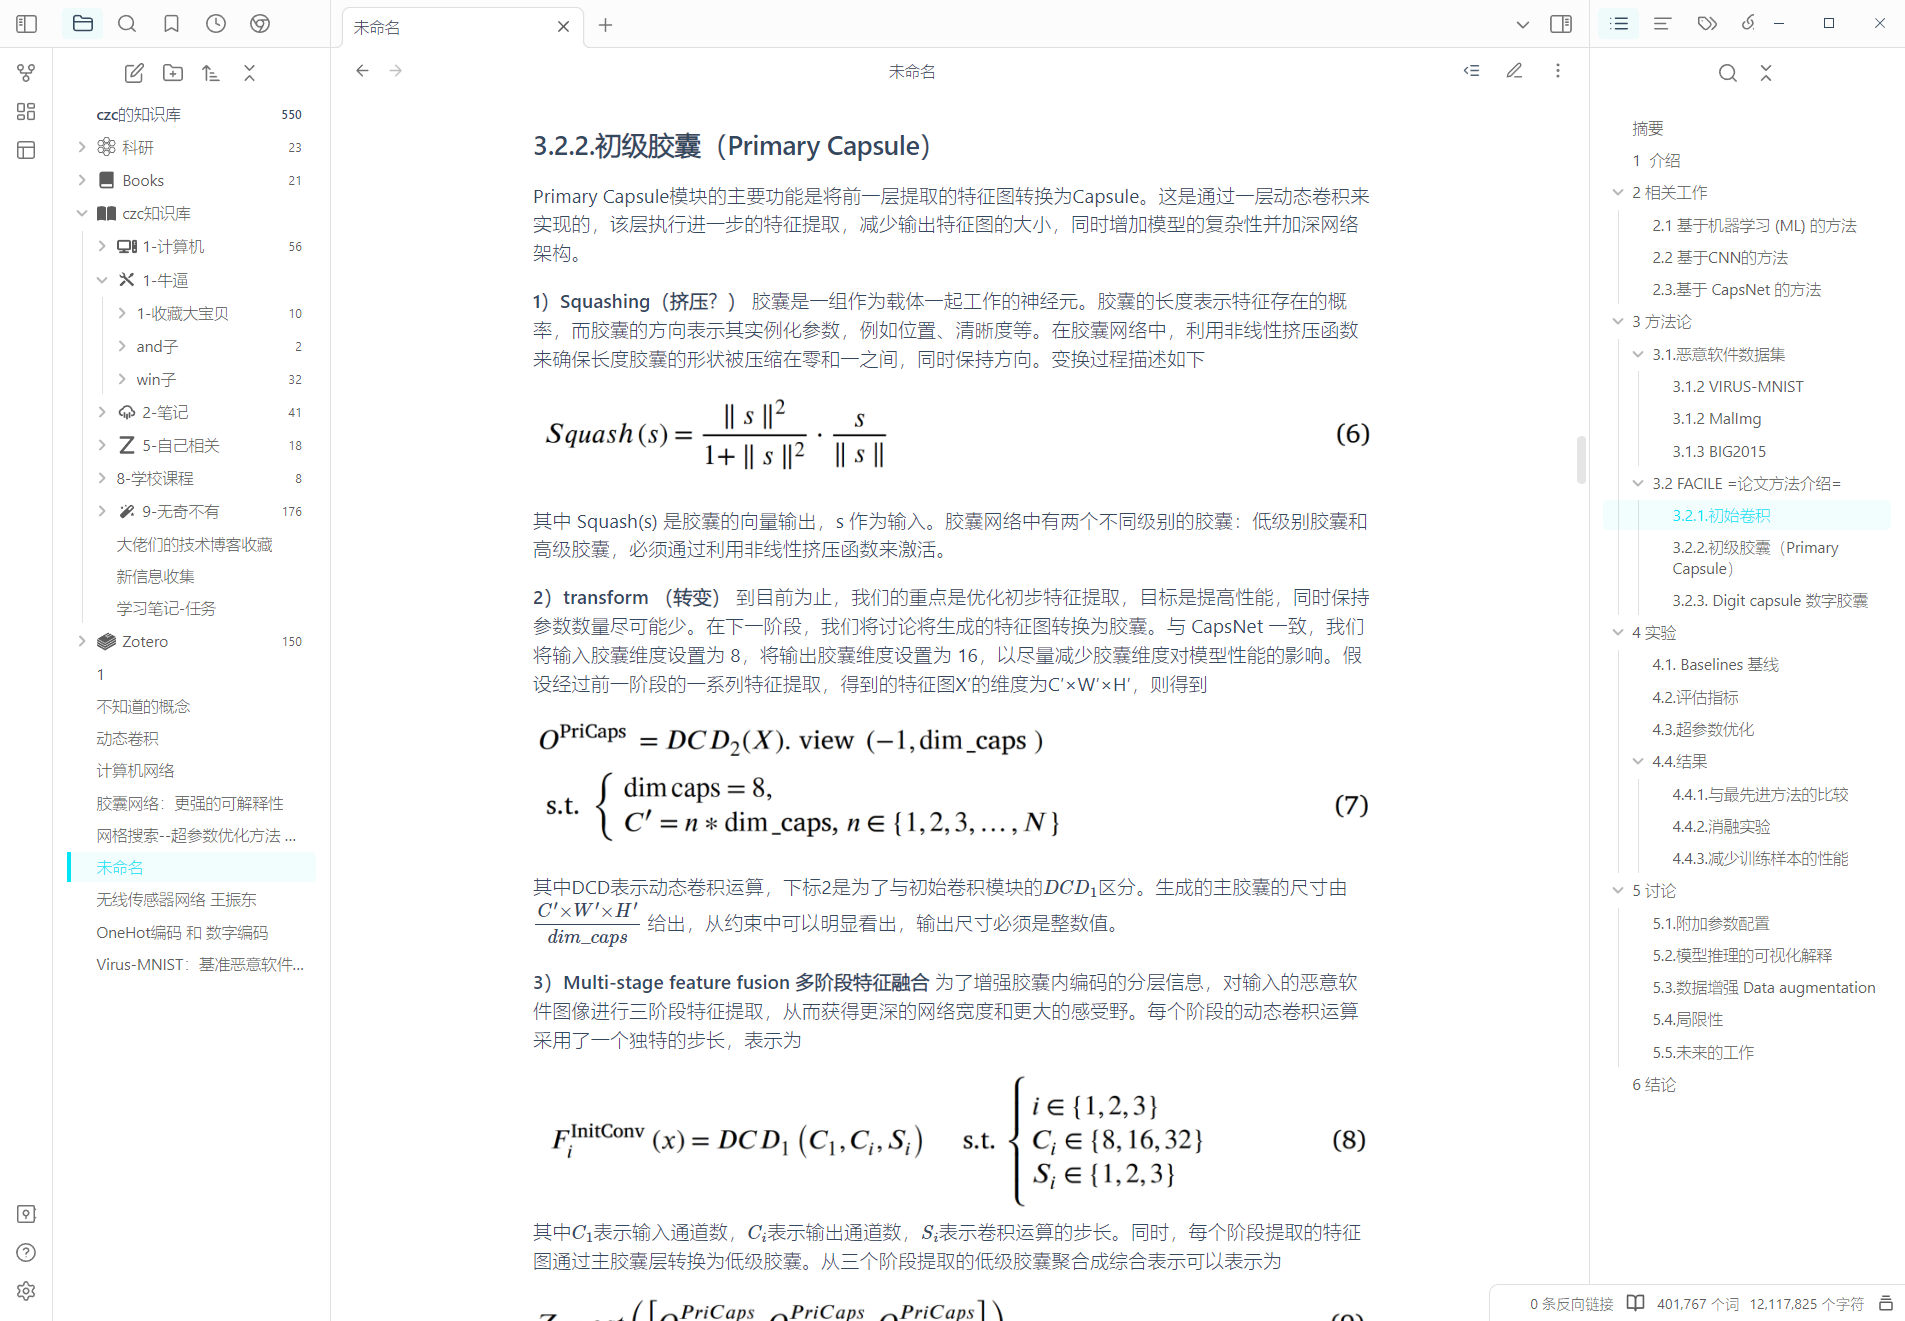 未命名
未命名
czc的知识库 550
科研 23
Books 21
czc知识库
1-计算机 56
1-牛逼
1-收藏大宝贝 10
and子 2
win子 32
2-笔记 41
5-自己相关 18
8-学校课程 8
9-无奇不有 176
大佬们的技术博客收藏
新信息收集
学习笔记-任务
Zotero 150
1
不知道的概念
动态卷积
计算机网络
胶囊网络：更强的可解释性
网格搜索--超参数优化方法 ...
未命名
无线传感器网络 王振东
OneHot编码 和 数字编码
Virus-MNIST：基准恶意软件...
3.2.2.初级胶囊（Primary Capsule）
Primary Capsule模块的主要功能是将前一层提取的特征图转换为Capsule。这是通过一层动态卷积来
实现的，该层执行进一步的特征提取，减少输出特征图的大小，同时增加模型的复杂性并加深网络
架构。
1）Squashing（挤压？） 胶囊是一组作为载体一起工作的神经元。胶囊的长度表示特征存在的概
率，而胶囊的方向表示其实例化参数，例如位置、清晰度等。在胶囊网络中，利用非线性挤压函数
来确保长度胶囊的形状被压缩在零和一之间，同时保持方向。变换过程描述如下
Squash(s) = ‖ s ‖² / (1+ ‖ s ‖²) · s / ‖ s ‖ (6)
其中 Squash(s) 是胶囊的向量输出，s 作为输入。胶囊网络中有两个不同级别的胶囊：低级别胶囊和
高级胶囊，必须通过利用非线性挤压函数来激活。
2）transform （转变） 到目前为止，我们的重点是优化初步特征提取，目标是提高性能，同时保持
参数数量尽可能少。在下一阶段，我们将讨论将生成的特征图转换为胶囊。与 CapsNet 一致，我们
将输入胶囊维度设置为 8，将输出胶囊维度设置为 16，以尽量减少胶囊维度对模型性能的影响。假
设经过前一阶段的一系列特征提取，得到的特征图X′的维度为C′×W′×H′，则得到
O^PriCaps = DCD₂(X). view (−1, dim_caps )
s.t. { dim caps = 8,
C′ = n ∗ dim_caps, n ∈ {1, 2, 3, …, N} (7)
其中DCD表示动态卷积运算，下标2是为了与初始卷积模块的DCD₁区分。生成的主胶囊的尺寸由
C′×W′×H′ / dim_caps 给出，从约束中可以明显看出，输出尺寸必须是整数值。
3）Multi-stage feature fusion 多阶段特征融合 为了增强胶囊内编码的分层信息，对输入的恶意软
件图像进行三阶段特征提取，从而获得更深的网络宽度和更大的感受野。每个阶段的动态卷积运算
采用了一个独特的步长，表示为
F_i^InitConv (x) = DCD₁ (C₁, C_i, S_i) s.t. { i ∈ {1, 2, 3}
C_i ∈ {8, 16, 32} (8)
S_i ∈ {1, 2, 3}
其中C₁表示输入通道数，C_i表示输出通道数，S_i表示卷积运算的步长。同时，每个阶段提取的特征
图通过主胶囊层转换为低级胶囊。从三个阶段提取的低级胶囊聚合成综合表示可以表示为
摘要
1 介绍
2 相关工作
2.1 基于机器学习 (ML) 的方法
2.2 基于CNN的方法
2.3.基于 CapsNet 的方法
3 方法论
3.1.恶意软件数据集
3.1.2 VIRUS-MNIST
3.1.2 MalImg
3.1.3 BIG2015
3.2 FACILE =论文方法介绍=
3.2.1.初始卷积
3.2.2.初级胶囊（Primary
Capsule）
3.2.3. Digit capsule 数字胶囊
4 实验
4.1. Baselines 基线
4.2.评估指标
4.3.超参数优化
4.4.结果
4.4.1.与最先进方法的比较
4.4.2.消融实验
4.4.3.减少训练样本的性能
5 讨论
5.1.附加参数配置
5.2.模型推理的可视化解释
5.3.数据增强 Data augmentation
5.4.局限性
5.5.未来的工作
6 结论
0 条反向链接 401,767 个词 12,117,825 个字符